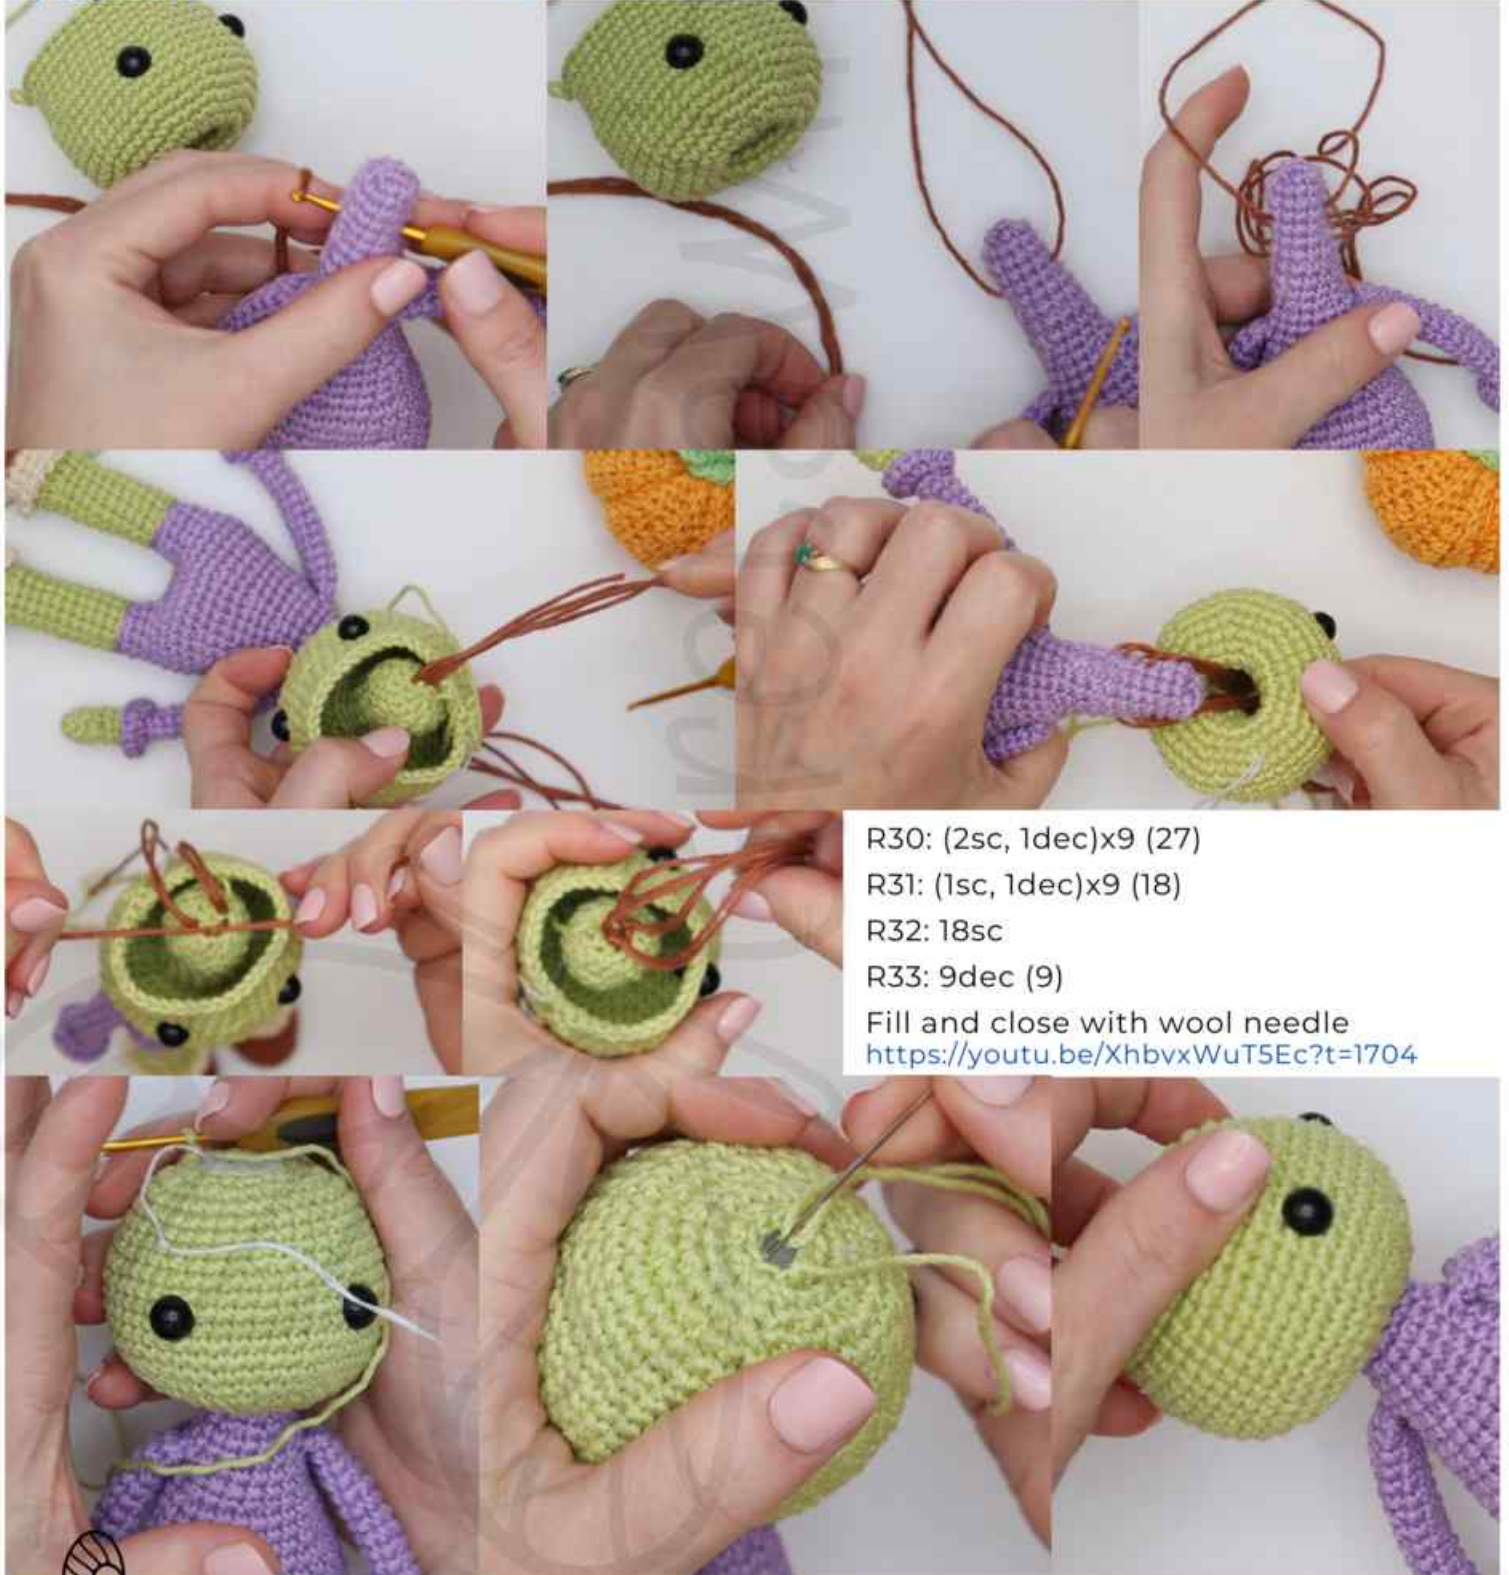 R30: (2sc, 1dec)x9 (27)
R31: (1sc, 1dec)x9 (18)
R32: 18sc
R33: 9dec (9)
Fill and close with wool needle
https://youtu.be/XhbvxWuT5Ec?t=1704